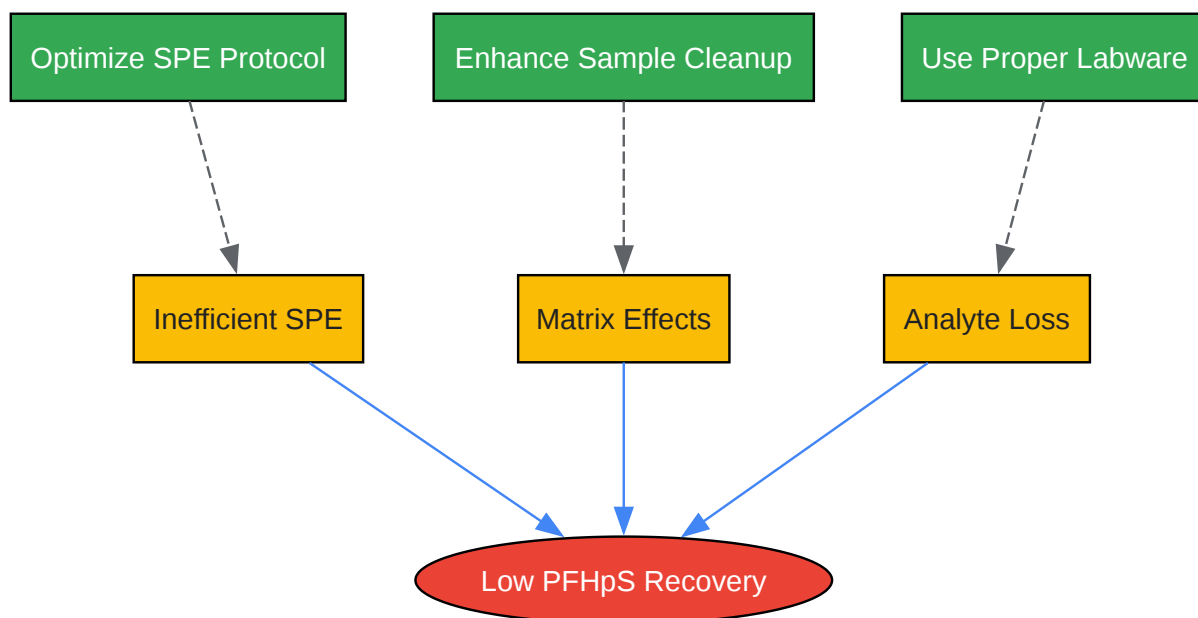 Optimize SPE Protocol
Enhance Sample Cleanup
Use Proper Labware
Inefficient SPE
Matrix Effects
Analyte Loss
Low PFHpS Recovery